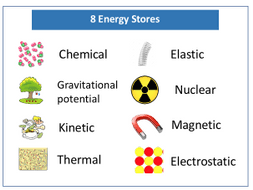 8 Energy Stores
Chemical
Elastic
Gravitational
potential
Nuclear
Kinetic
Magnetic
Thermal
Electrostatic